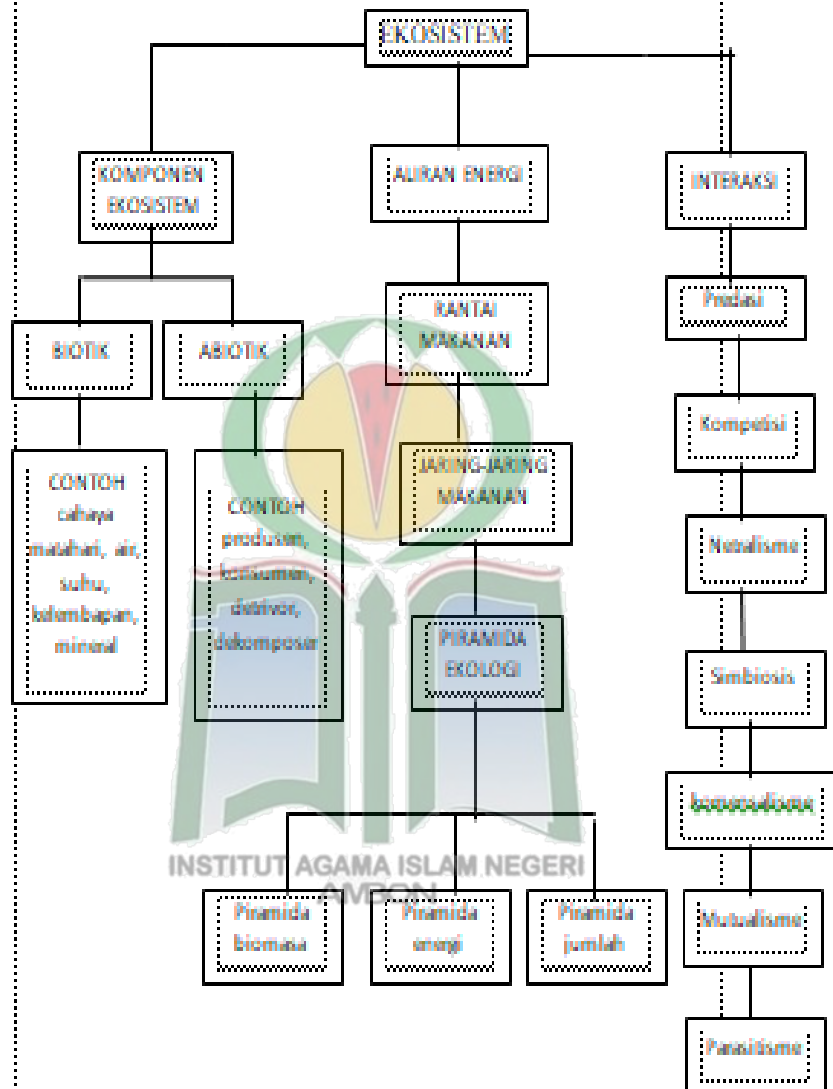 EKOSISTEM
KOMPONEN
EKOSISTEM
ALIRAN ENERGI
INTERAKSI
BIOTIK
ABIOTIK
RANTAI
MAKANAN
Predasi
CONTOH
cahaya
matahari, air,
suhu,
kelembapan,
mineral
CONTOH
produsen,
konsumen,
detrivor,
dekomposer
JARING-JARING
MAKANAN
Kompetisi
Netralisme
PIRAMIDA
EKOLOGI
Simbiosis
komensalisme
INSTITUT AGAMA ISLAM NEGERI
AMBON
Piramida
biomasa
Piramida
energi
Piramida
jumlah
Mutualisme
Parasitisme